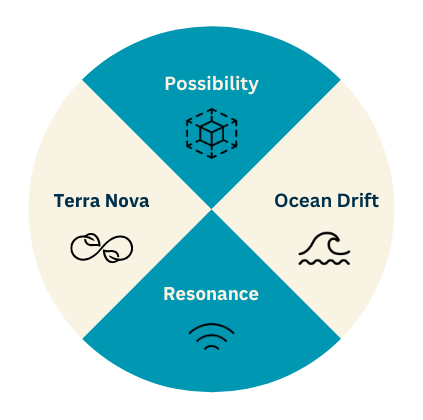 Possibility
Terra Nova
Ocean Drift
Resonance